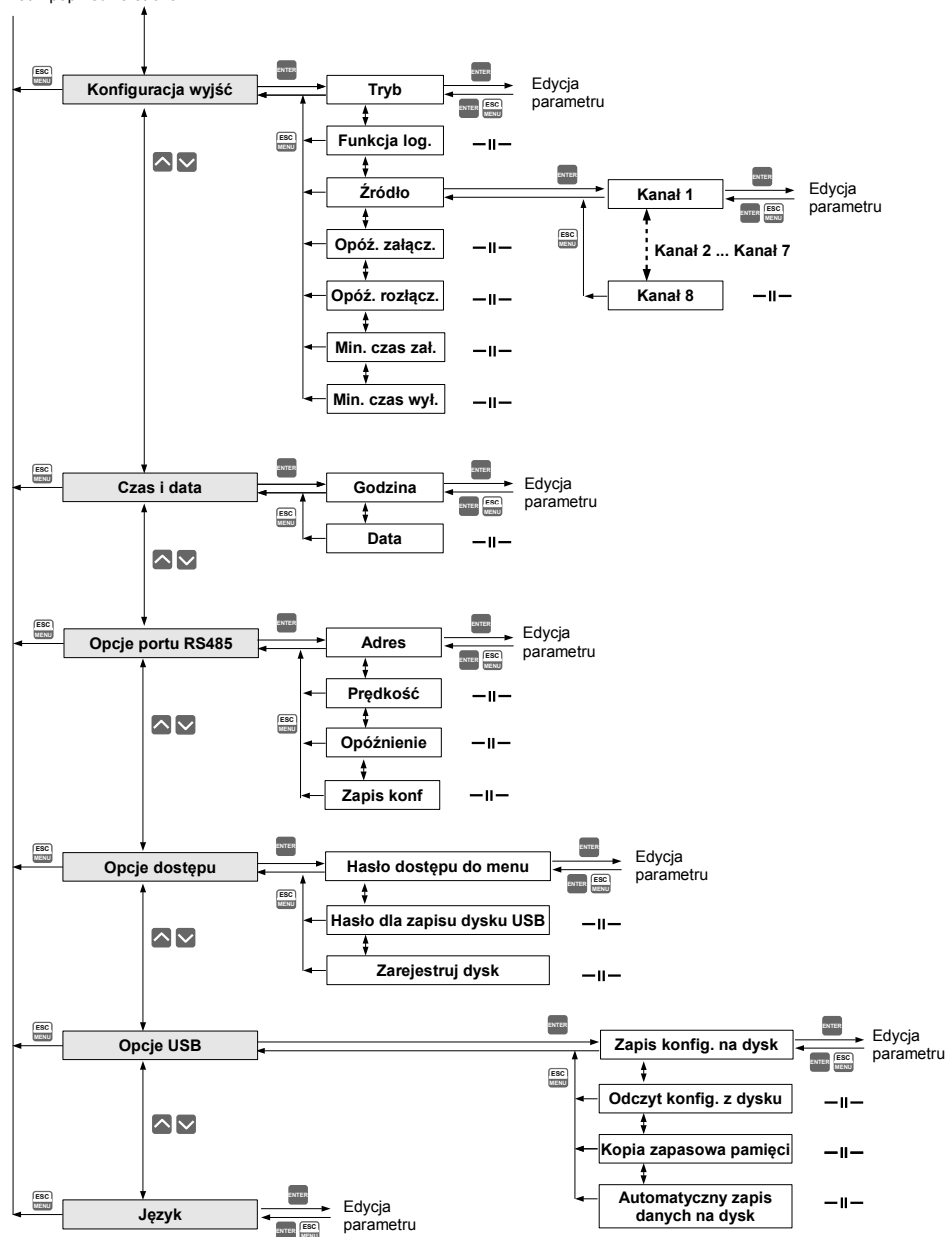 ESC
MENU
Konfiguracja wyjść
ENTER
Tryb
ENTER
ENTER
ESC
MENU
Edycja
parametru
ESC
MENU
Funkcja log.
—II—
Źródło
ENTER
Kanał 1
ENTER
ENTER
ESC
MENU
Edycja
parametru
ESC
MENU
Kanał 2 ... Kanał 7
Kanał 8
—II—
Opóź. załącz.
—II—
Opóź. rozłącz.
—II—
Min. czas zał.
—II—
Min. czas wył.
—II—
ESC
MENU
Czas i data
ENTER
Godzina
ENTER
ENTER
ESC
MENU
Edycja
parametru
ESC
MENU
Data
—II—
ESC
MENU
Opcje portu RS485
ENTER
Adres
ENTER
ENTER
ESC
MENU
Edycja
parametru
ESC
MENU
Prędkość
—II—
Opóźnienie
—II—
Zapis konf
—II—
ESC
MENU
Opcje dostępu
ENTER
Hasło dostępu do menu
ENTER
ENTER
ESC
MENU
Edycja
parametru
ESC
MENU
Hasło dla zapisu dysku USB
—II—
Zarejestruj dysk
—II—
ESC
MENU
Opcje USB
ENTER
Zapis konfig. na dysk
ENTER
ENTER
ESC
MENU
Edycja
parametru
ESC
MENU
Odczyt konfig. z dysku
—II—
Kopia zapasowa pamięci
—II—
Automatyczny zapis
danych na dysk
—II—
ESC
MENU
Język
ENTER
ENTER
ESC
MENU
Edycja
parametru